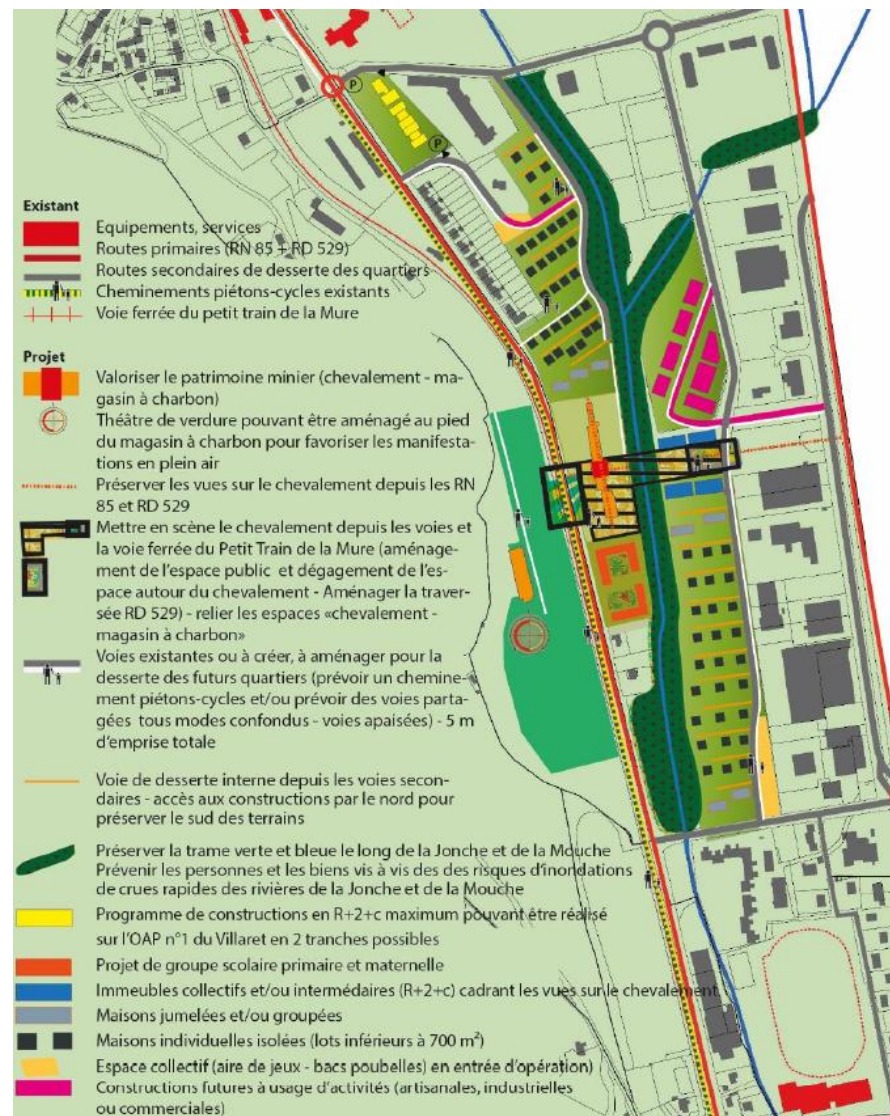 P
P
Existant
Equipements, services
Routes primaires (RN 85 + RD 529)
Routes secondaires de desserte des quartiers
Cheminements piétons-cycles existants
Voie ferrée du petit train de la Mure
Projet
Valoriser le patrimoine minier (chevalement - ma-
gasin à charbon)
Théâtre de verdure pouvant être aménagé au pied
du magasin à charbon pour favoriser les manifesta-
tions en plein air
Préserver les vues sur le chevalement depuis les RN
85 et RD 529
Mettre en scène le chevalement depuis les voies et
la voie ferrée du Petit Train de la Mure (aménage-
ment de l'espace public et dégagement de l'es-
pace autour du chevalement - Aménager la traver-
sée RD 529) - relier les espaces «chevalement -
magasin à charbon»
Voies existantes ou à créer, à aménager pour la
desserte des futurs quartiers (prévoir un chemine-
ment piétons-cycles et/ou prévoir des voies parta-
gées tous modes confondus - voies apaisées) - 5 m
d'emprise totale
Voie de desserte interne depuis les voies secon-
daires - accès aux constructions par le nord pour
préserver le sud des terrains
Préserver la trame verte et bleue le long de la Jonche et de la Mouche
Prévenir les personnes et les biens vis à vis des des risques d'inondations
de crues rapides des rivières de la Jonche et de la Mouche
Programme de constructions en R+2+c maximum pouvant être réalisé
sur l'OAP n°1 du Villaret en 2 tranches possibles
Projet de groupe scolaire primaire et maternelle
Immeubles collectifs et/ou intermédaires (R+2+c) cadrant les vues sur le chevalement
Maisons jumelées et/ou groupées
Maisons individuelles isolées (lots inférieurs à 700 m²)
Espace collectif (aire de jeux - bacs poubelles) en entrée d'opération)
Constructions futures à usage d'activités (artisanales, industrielles
ou commerciales)